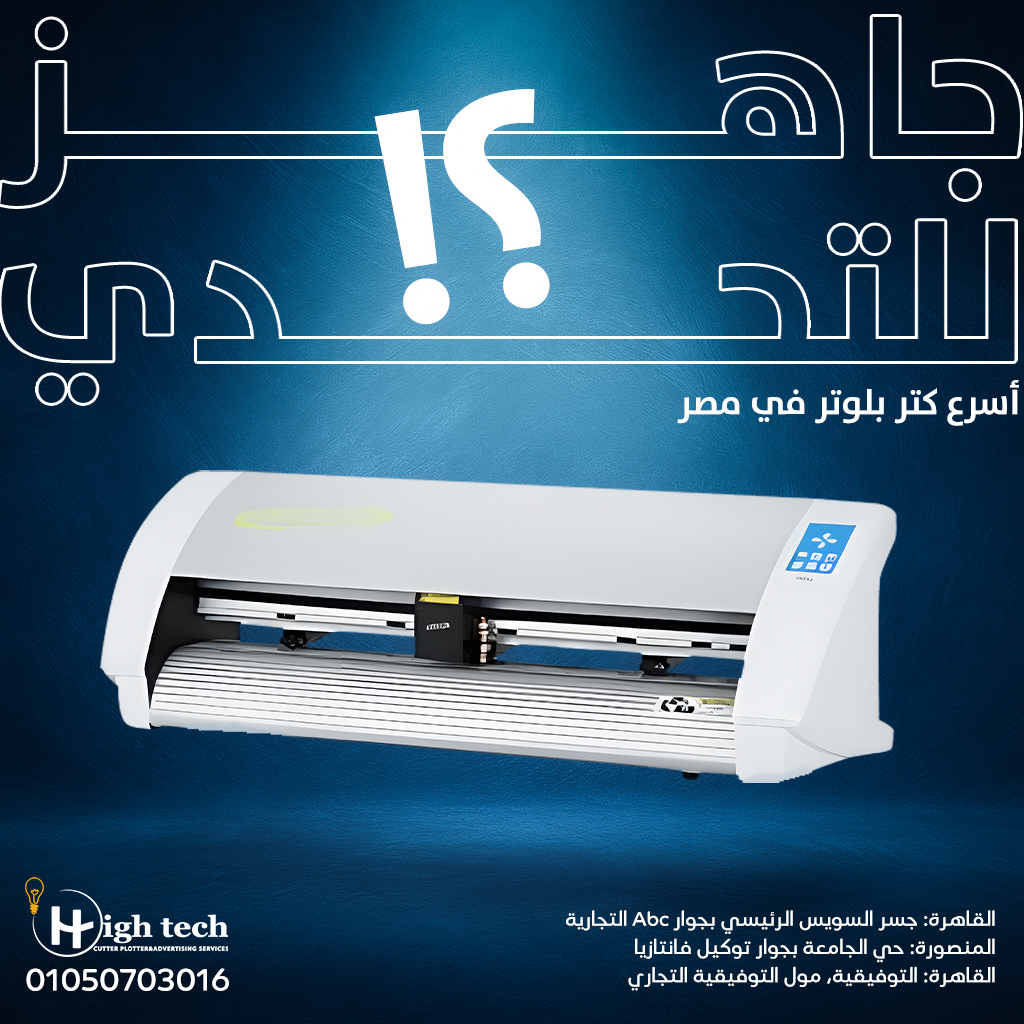 جاهز
للتحدي
؟!
أسرع كتر بلوتر في مصر
القاهرة: جسر السويس الرئيسي بجوار Abc التجارية
المنصورة: حي الجامعة بجوار توكيل فانتازيا
القاهرة: التوفيقية, مول التوفيقية التجاري
High tech
CUTTER PLOTTER&ADVERTISING SERVICES
01050703016